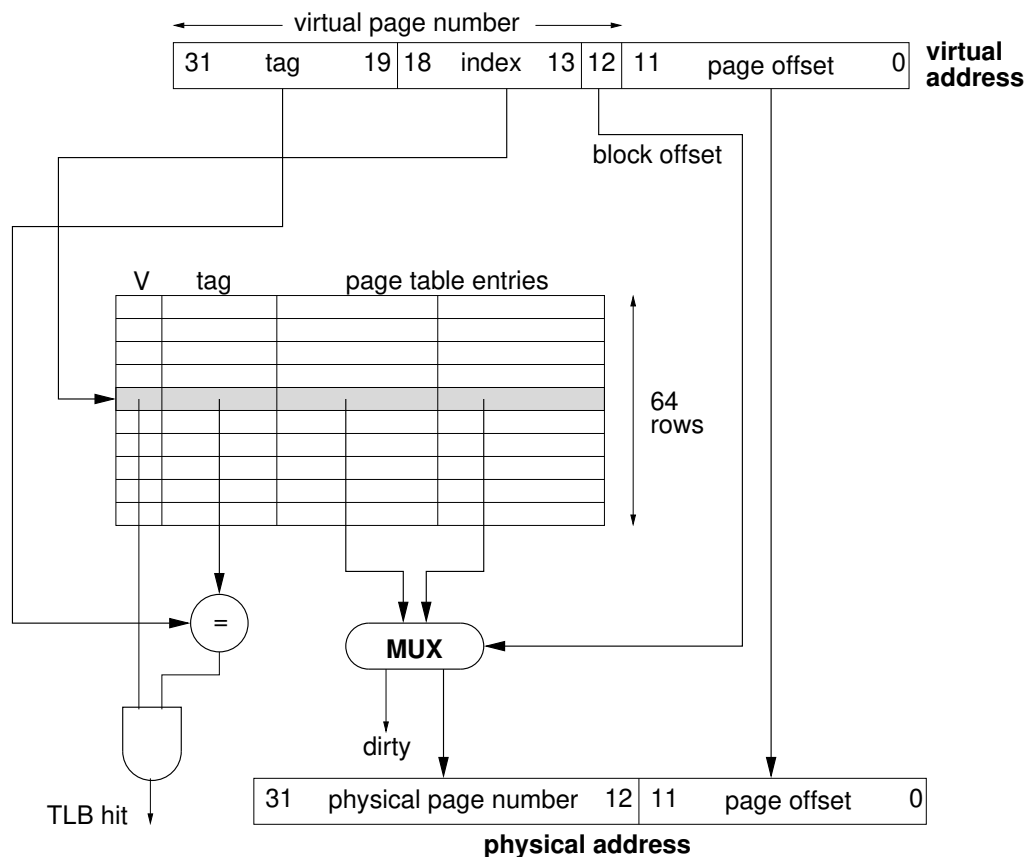 virtual page number
31 tag 19 18 index 13 12 11 page offset 0
virtual
address
block offset
V tag page table entries
64
rows
=
MUX
dirty
TLB hit
31 physical page number 12 11 page offset 0
physical address